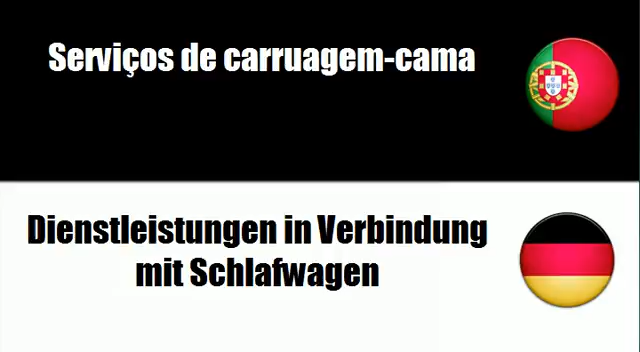 Serviços de carruagem-cama
Dienstleistungen in Verbindung
mit Schlafwagen